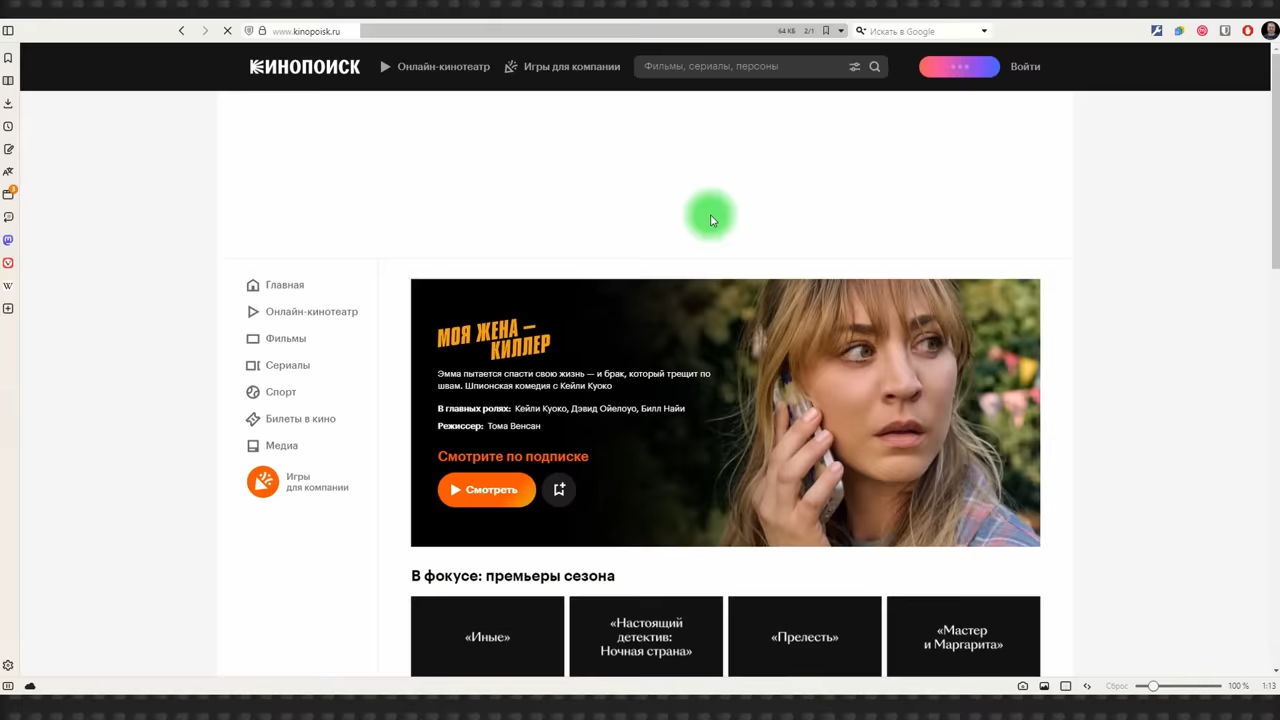 www.kinopoisk.ru
64 КБ 2/1
Искать в Google
КИНОПОИСК
Онлайн-кинотеатр
Игры для компании
Фильмы, сериалы, персоны
Войти
Главная
Онлайн-кинотеатр
Фильмы
Сериалы
Спорт
Билеты в кино
Медиа
Игры
для компании
МОЯ ЖЕНА –
КИЛЛЕР
Эмма пытается спасти свою жизнь — и брак, который трещит по
швам. Шпионская комедия с Кейли Куоко
В главных ролях: Кейли Куоко, Дэвид Ойелоуо, Билл Найи
Режиссер: Тома Венсан
Смотрите по подписке
Смотреть
В фокусе: премьеры сезона
«Иные»
«Настоящий
детектив:
Ночная страна»
«Прелесть»
«Мастер
и Маргарита»
Сброс
100 %
1:13